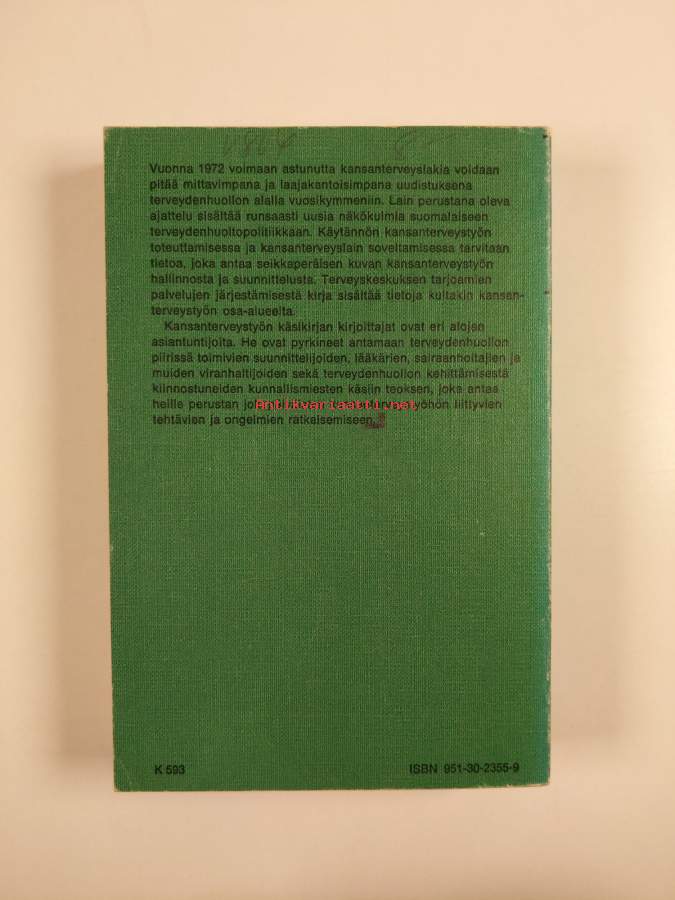 Vuonna 1972 voimaan astunutta kansanterveyslakia voidaan
pitää mittavimpana ja laajakantoisimpana uudistuksena
terveydenhuollon alalla vuosikymmeniin. Lain perustana oleva
ajattelu sisältää runsaasti uusia näkökulmia suomalaiseen
terveydenhuoltopolitiikkaan. Käytännön kansanterveystyön
toteuttamisessa ja kansanterveyslain soveltamisessa tarvitaan
tietoa, joka antaa seikkaperäisen kuvan kansanterveystyön
hallinnosta ja suunnittelusta. Terveyskeskuksen tarjoamien
palvelujen järjestämisestä kirja sisältää tietoja kultakin kansan-
terveystyön osa-alueelta.
Kansanterveystyön käsikirjan kirjoittajat ovat eri alojen
asiantuntijoita. He ovat pyrkineet antamaan terveydenhuollon
piirissä toimivien suunnittelijoiden, lääkärien, sairaanhoitajien ja
muiden viranhaltijoiden sekä terveydenhuollon kehittämisestä
kiinnostuneiden kunnallismiesten käsiin teoksen, joka antaa
heille perustan liittyvien
Antikvariaatti.net
tehtävien ja ongelmien ratkaisemiseen.
K 593
ISBN 951-30-2355-9